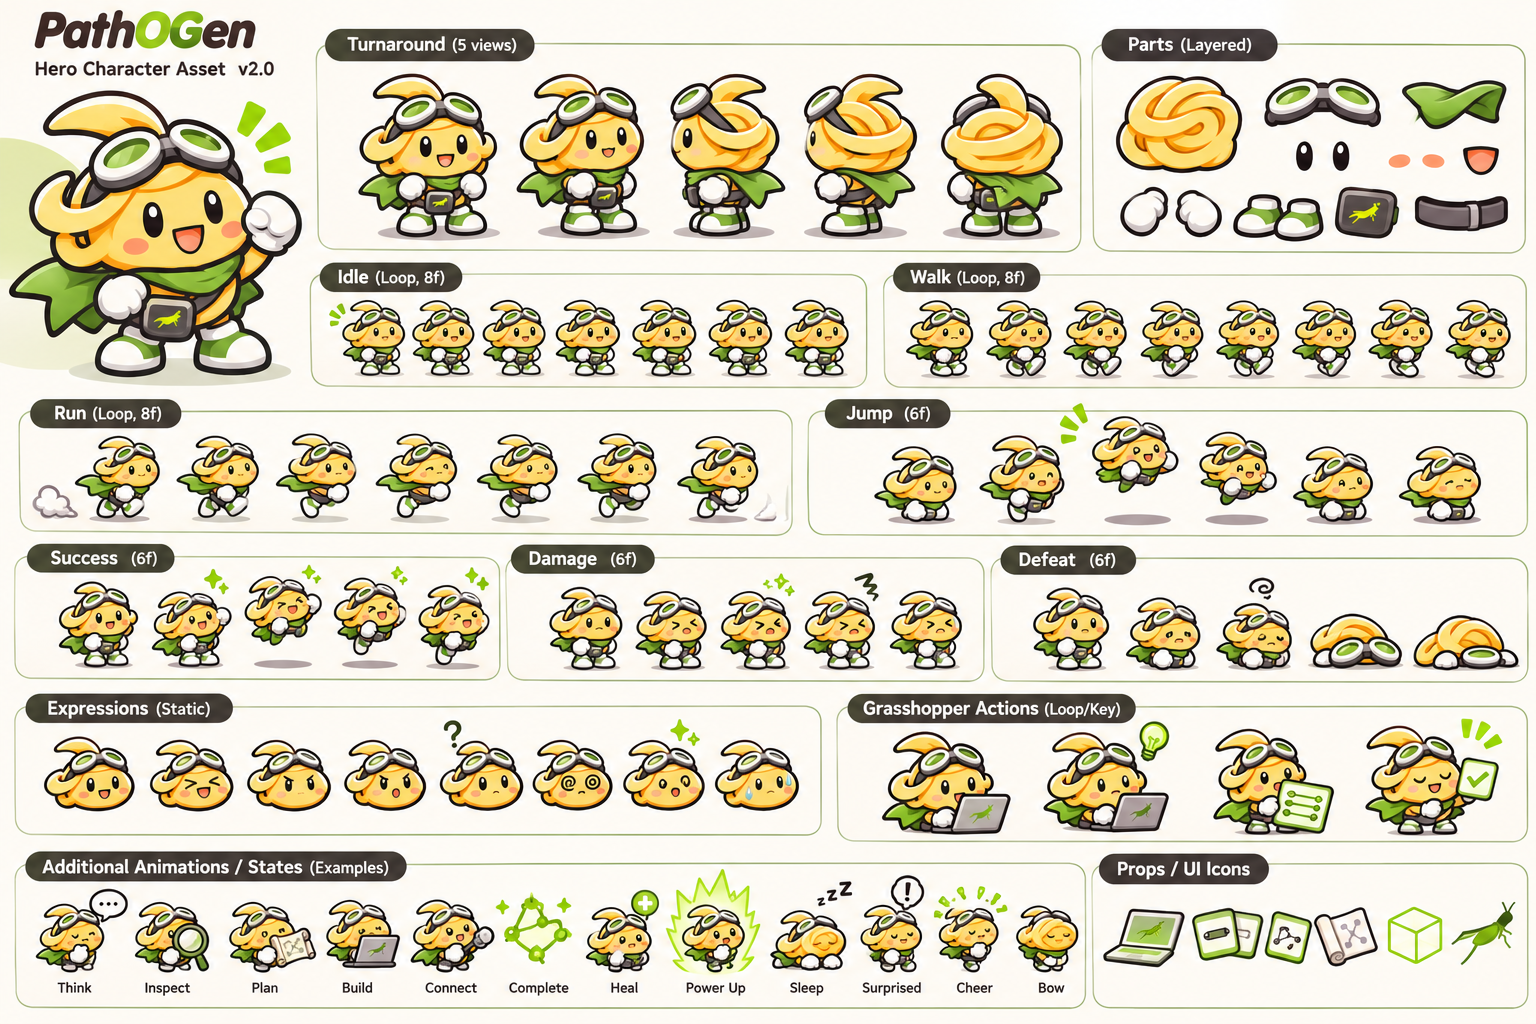 PathOGen
Hero Character Asset v2.0
Turnaround (5 views)
Parts (Layered)
Idle (Loop, 8f)
Walk (Loop, 8f)
Run (Loop, 8f)
Jump (6f)
Success (6f)
Damage (6f)
Defeat (6f)
Expressions (Static)
?
Grasshopper Actions (Loop/Key)
Additional Animations / States (Examples)
Props / UI Icons
...
zzZ
!
Think
Inspect
Plan
Build
Connect
Complete
Heal
Power Up
Sleep
Surprised
Cheer
Bow